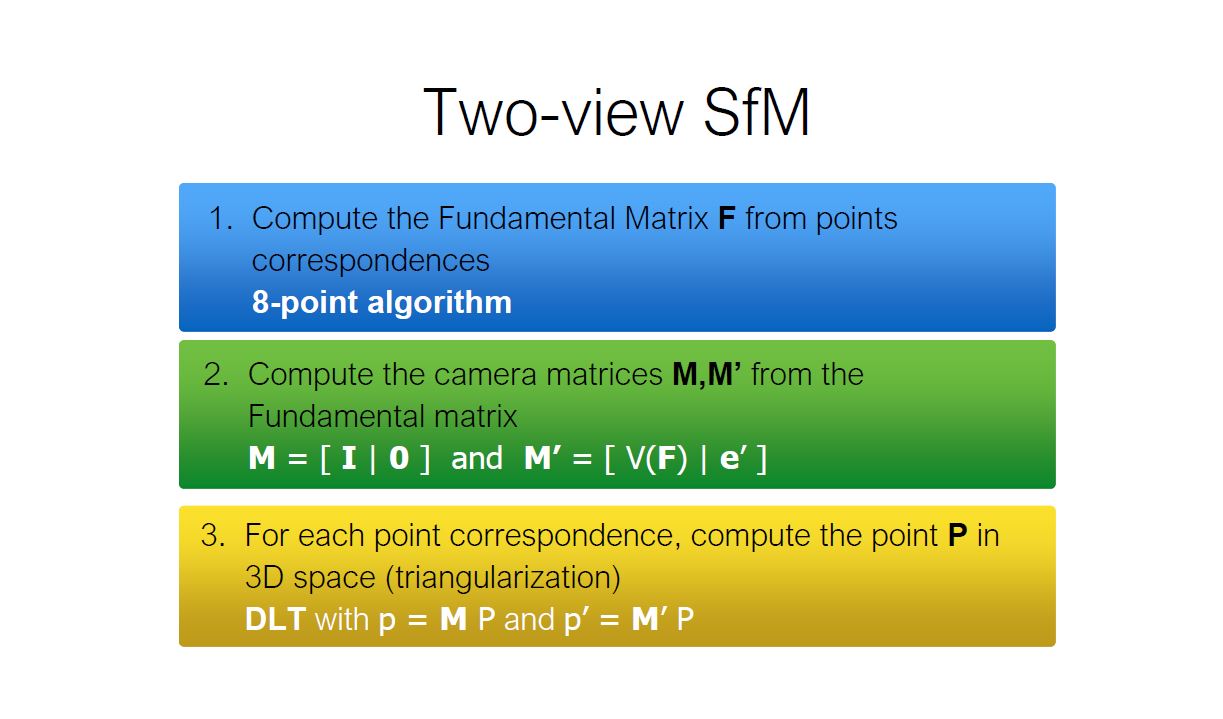 Two-view SfM
1. Compute the Fundamental Matrix F from points
correspondences
8-point algorithm
2. Compute the camera matrices M,M’ from the
Fundamental matrix
M = [ I | 0 ] and M’ = [ V(F) | e’ ]
3. For each point correspondence, compute the point P in
3D space (triangularization)
DLT with p = M P and p’ = M’ P